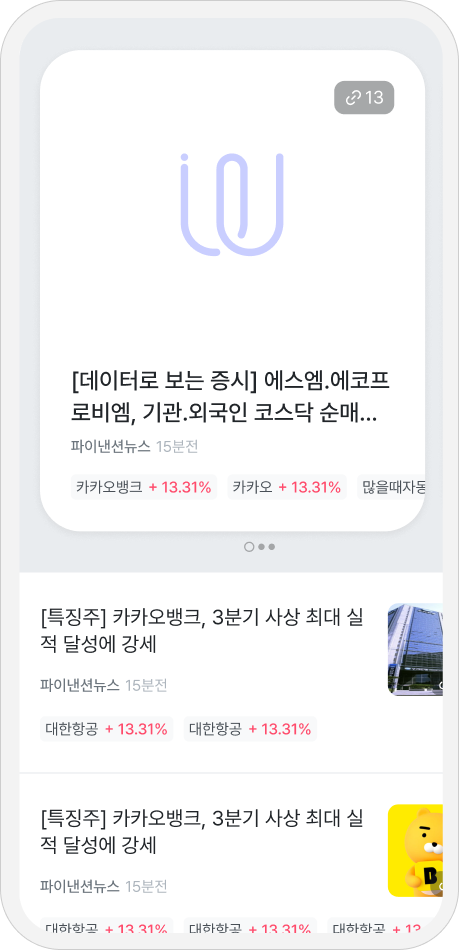 13
[데이터로 보는 증시] 에스엠.에코프
로비엠, 기관.외국인 코스닥 순매...
파이낸션뉴스 15분전
카카오뱅크 + 13.31% 카카오 + 13.31% 많을때자동
[특징주] 카카오뱅크, 3분기 사상 최대 실
적 달성에 강세
파이낸션뉴스 15분전
대한항공 + 13.31% 대한항공 + 13.31%
[특징주] 카카오뱅크, 3분기 사상 최대 실
적 달성에 강세
파이낸션뉴스 15분전
대한항공 + 13.31% 대한항공 + 13.31% 대한항공 + 13